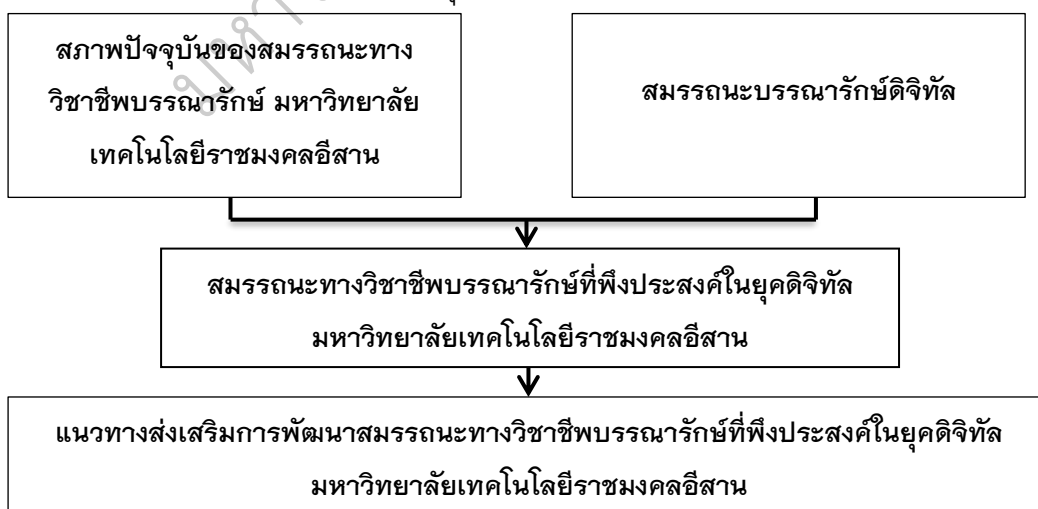 สภาพปัจจุบันของสมรรถนะทาง
วิชาชีพบรรณารักษ์ มหาวิทยาลัย
เทคโนโลยีราชมงคลอีสาน
สมรรถนะบรรณารักษ์ดิจิทัล
สมรรถนะทางวิชาชีพบรรณารักษ์ที่พึงประสงค์ในยุคดิจิทัล
มหาวิทยาลัยเทคโนโลยีราชมงคลอีสาน
แนวทางส่งเสริมการพัฒนาสมรรถนะทางวิชาชีพบรรณารักษ์ที่พึงประสงค์ในยุคดิจิทัล
มหาวิทยาลัยเทคโนโลยีราชมงคลอีสาน